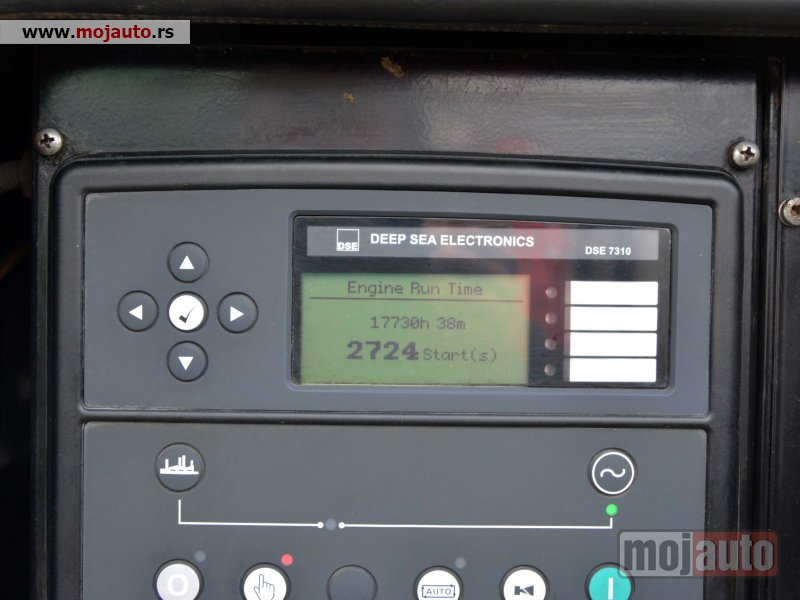 www.mojauto.rs
DSE DEEP SEA ELECTRONICS
DSE 7310
Engine Run Time
17730h 38m
2724 Start(s)
AUTO
mojauto